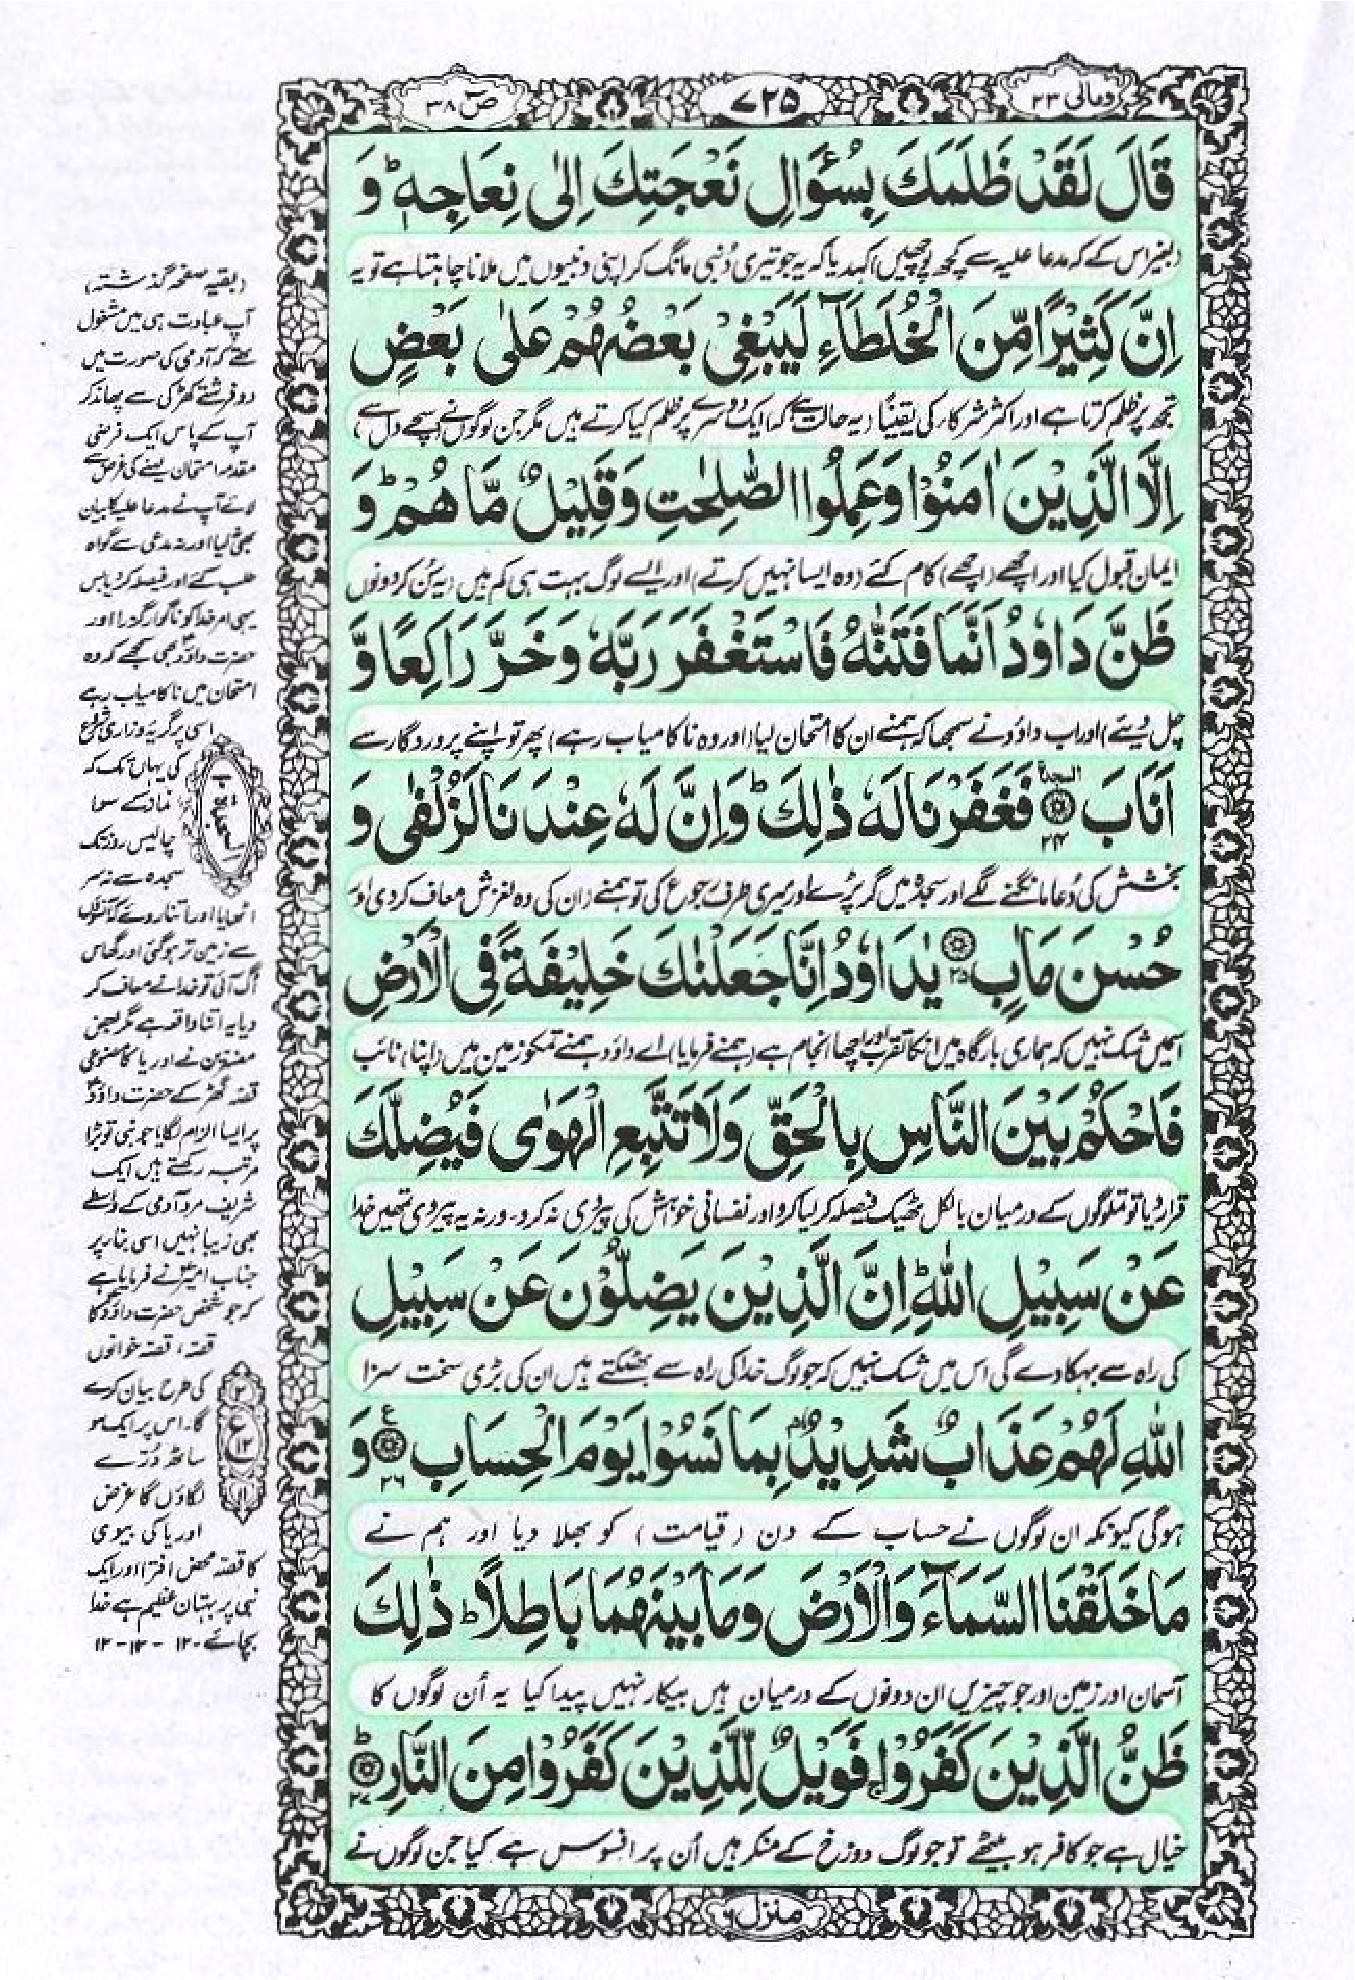 ومالی ۲۳
۷۲۵
صٓ ۳۸
قَالَ لَقَدْ ظَلَمَكَ بِسُؤَالِ نَعْجَتِكَ اِلٰى نِعَاجِهٖ ؕ وَ
(بغیر اس کے کہ مدعا علیہ سے کچھ پوچھیں) کہدیا کہ یہ جو تیری دُنبی مانگ کر اپنی دنبیوں میں ملانا چاہتا ہے تو یہ
اِنَّ كَثِيْرًا مِّنَ الْخُلَطَآءِ لَيَبْغِيْ بَعْضُهُمْ عَلٰى بَعْضٍ
تجھ پر ظلم کرتا ہے اور اکثر شرکار کی یقیناً (یہ حالت ہے کہ) ایک دوسرے پر ظلم کیا کرتے ہیں مگر جن لوگوں نے (سچے دل سے)
اِلَّا الَّذِيْنَ اٰمَنُوْا وَعَمِلُوا الصّٰلِحٰتِ وَقَلِيْلٌ مَّا هُمْ ؕ وَ
ایمان قبول کیا اور اچھے (اچھے) کام کئے (وہ ایسا نہیں کرتے) اور ایسے لوگ بہت ہی کم ہیں (یہ سُن کر دونوں
ظَنَّ دَاوٗدُ اَنَّمَا فَتَنّٰهُ فَاسْتَغْفَرَ رَبَّهٗ وَخَرَّ رَاكِعًا وَّ
چل دیئے) اور اب داؤد نے سمجھا کہ ہمنے ان کا امتحان لیا (اور وہ ناکامیاب رہے) پھر تو اپنے پروردگار سے
اَنَابَ ۲۴ السجدة فَغَفَرْنَا لَهٗ ذٰلِكَ ؕ وَاِنَّ لَهٗ عِنْدَنَا لَزُلْفٰى وَ
بخشش کی دُعا مانگنے لگے اور سجدہ میں گر پڑے اور میری طرف رجوع کی تو ہمنے ان کی وہ لغزش معاف کر دی اور
حُسْنَ مَاٰبٍ ۲۵ يٰدَاوٗدُ اِنَّا جَعَلْنٰكَ خَلِيْفَةً فِى الْاَرْضِ
اسمیں شک نہیں کہ ہماری بارگاہ میں انکا تقرب اور اچھا انجام ہے (ہمنے فرمایا) اے داؤد ہمنے تمکو زمین میں (اپنا) نائب
فَاحْكُمْ بَيْنَ النَّاسِ بِالْحَقِّ وَلَا تَتَّبِعِ الْهَوٰى فَيُضِلَّكَ
قرار دیا تو تم لوگوں کے درمیان بالکل ٹھیک فیصلہ کر لیا کرو اور نفسانی خواہش کی پیروی نہ کرو۔ ورنہ یہ پیروی تمھیں خدا
عَنْ سَبِيْلِ اللّٰهِ ؕ اِنَّ الَّذِيْنَ يَضِلُّوْنَ عَنْ سَبِيْلِ
کی راہ سے بہکا دے گی اس میں شک نہیں کہ جو لوگ خدا کی راہ سے بھٹکتے ہیں ان کی بڑی سخت سزا
اللّٰهِ لَهُمْ عَذَابٌ شَدِيْدٌۢ بِمَا نَسُوْا يَوْمَ الْحِسَابِ ۲۶ ع وَ
ہوگی کیونکہ ان لوگوں نے حساب کے دن (قیامت) کو بھلا دیا اور ہم نے
مَا خَلَقْنَا السَّمَآءَ وَالْاَرْضَ وَمَا بَيْنَهُمَا بَاطِلًا ؕ ذٰلِكَ
آسمان اور زمین اور جو چیزیں ان دونوں کے درمیان ہیں بیکار نہیں پیدا کیا یہ اُن لوگوں کا
ظَنُّ الَّذِيْنَ كَفَرُوْا ۚ فَوَيْلٌ لِّلَّذِيْنَ كَفَرُوْا مِنَ النَّارِ ؕ ۲۷
خیال ہے جو کافر ہو بیٹھے تو جو لوگ دوزخ کے منکر ہیں اُن پر افسوس ہے کیا جن لوگوں نے
منزل ۶
(بقیہ صفحہ گذشتہ)
آپ عبادت ہی میں مشغول
تھے کہ آدمی کی صورت میں
دو فرشتے کھڑکی سے پھاند کر
آپ کے پاس ایک فرضی
مقدمہ امتحان لینے کی غرض سے
لائے آپ نے مدعا علیہ کا بیان
بھی لیا اور نہ مدعی سے گواہ
طلب کئے اور فیصلہ کر دیا بس
یہی امر خدا کو ناگوار گزرا اور
حضرت داؤد بھی سمجھے کہ وہ
امتحان میں ناکامیاب رہے
اسی پر گریہ و زاری شروع
کی یہاں تک کہ
نماز کے سوا
چالیس روز تک
سجدہ سے نہ سر
اٹھایا اور اتنا روئے کہ
سے زمین تر ہوگئی اور گھاس
اُگ آئی تو خدا نے معاف کر
دیا یہ اتنا واقعہ ہے مگر بعض
مفسرین نے اوریا کا مصنوعی
قصہ گھڑ کے حضرت داؤد
پر ایسا الزام لگایا جو نبی تو بڑا
مرتبہ رکھتے ہیں ایک
شریف مرد آدمی کے واسطے
بھی زیبا نہیں اسی بنا پر
جناب امیر نے فرمایا ہے
کہ جو شخص حضرت داؤد کا
قصہ، قصہ خوانوں
کی طرح بیان کرے
گا۔ اس پر ایک سو
ساٹھ دُرّے
لگاؤں گا غرض
اوریا کی بیوی
کا قصہ محض افترا اور ایک
نبی پر بہتان عظیم ہے خدا
بچائے۔ ۱۲ - ۱۲ - ۱۲
السجدة ۱۰
۲
ع
۱۲
۱۱